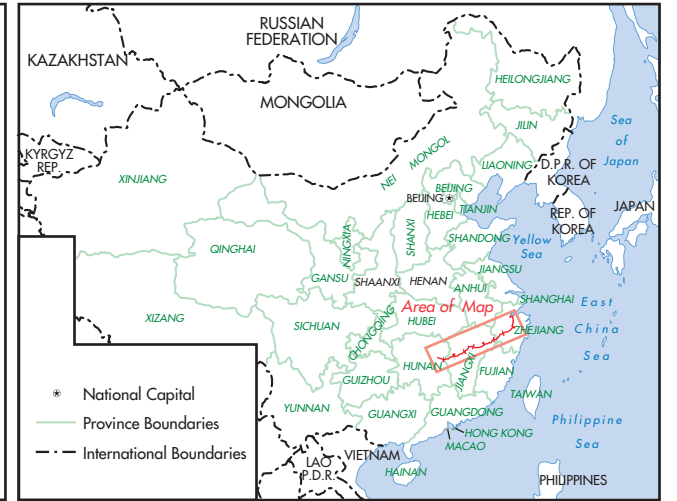 RUSSIAN
FEDERATION
KAZAKHSTAN
HEILONGJIANG
MONGOLIA
JILIN
Sea
of
Japan
KYRGYZ
REP.
NEI MONGOL
LIAONING
D.P.R. OF
KOREA
XINJIANG
BEIJING
BEIJING
TIANJIN
HEBEI
REP. OF
KOREA
JAPAN
NINGXIA
SHANXI
SHANDONG
Yellow
Sea
QINGHAI
GANSU
SHAANXI
HENAN
JIANGSU
ANHUI
Area of Map
SHANGHAI
East
China
Sea
XIZANG
SICHUAN
CHONGQING
HUBEI
ZHEJIANG
HUNAN
JIANGXI
FUJIAN
GUIZHOU
TAIWAN
National Capital
Province Boundaries
International Boundaries
YUNNAN
GUANGXI
GUANGDONG
Philippine
Sea
HONG KONG
MACAO
VIETNAM
LAO
P.D.R.
HAINAN
PHILIPPINES